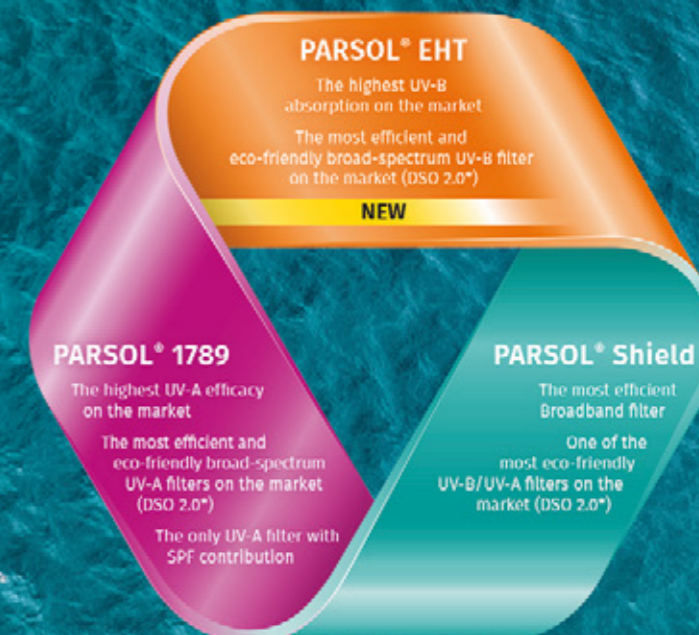 PARSOL® EHT
The highest UV-B
absorption on the market
The most efficient and
eco-friendly broad-spectrum UV-B filter
on the market (DSO 2.0*)
NEW
PARSOL® 1789
The highest UV-A efficacy
on the market
The most efficient and
eco-friendly broad-spectrum
UV-A filters on the market
(DSO 2.0*)
The only UV-A filter with
SPF contribution
PARSOL® Shield
The most efficient
Broadband filter
One of the
most eco-friendly
UV-B/UV-A filters on the
market (DSO 2.0*)